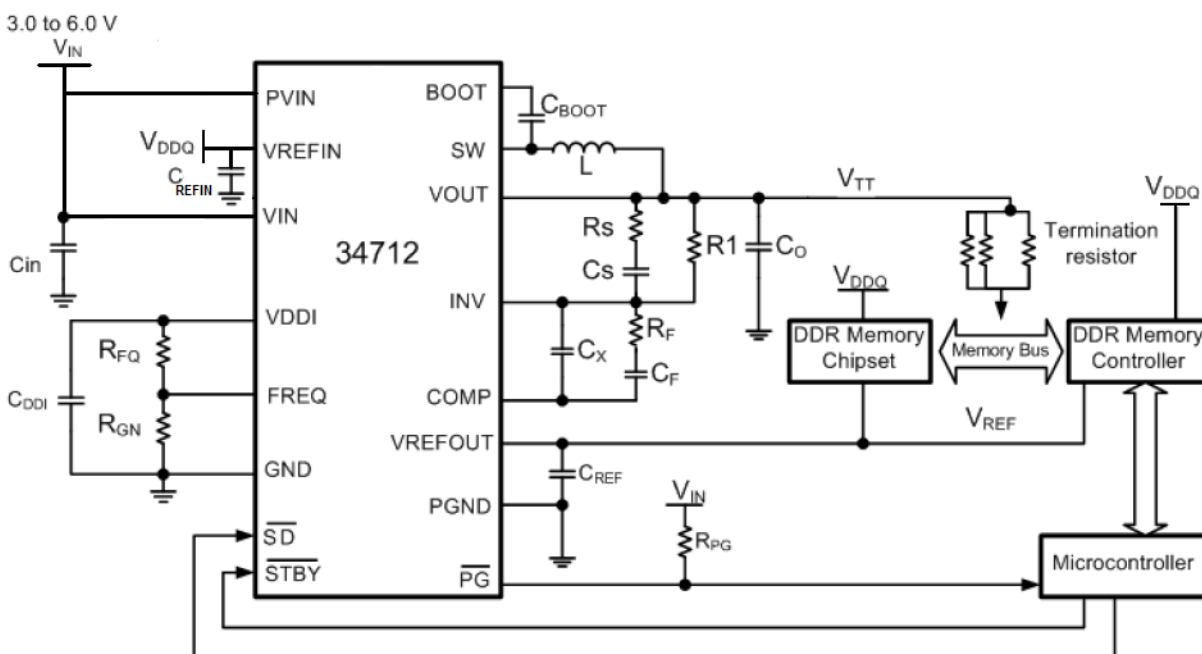 3.0 to 6.0 V
VIN
PVIN
BOOT
CBOOT
VDDQ
VREFIN
SW
L
C
REFIN
VOUT
VTT
VDDQ
VIN
Rs
R1
CO
Termination
resistor
34712
Cin
Cs
VDDQ
INV
VDDI
RF
DDR Memory
Chipset
Memory Bus
DDR Memory
Controller
RFQ
CX
CF
CDDI
FREQ
COMP
RGN
VREFOUT
VREF
GND
CREF
VIN
PGND
SD
RPG
STBY
PG
Microcontroller